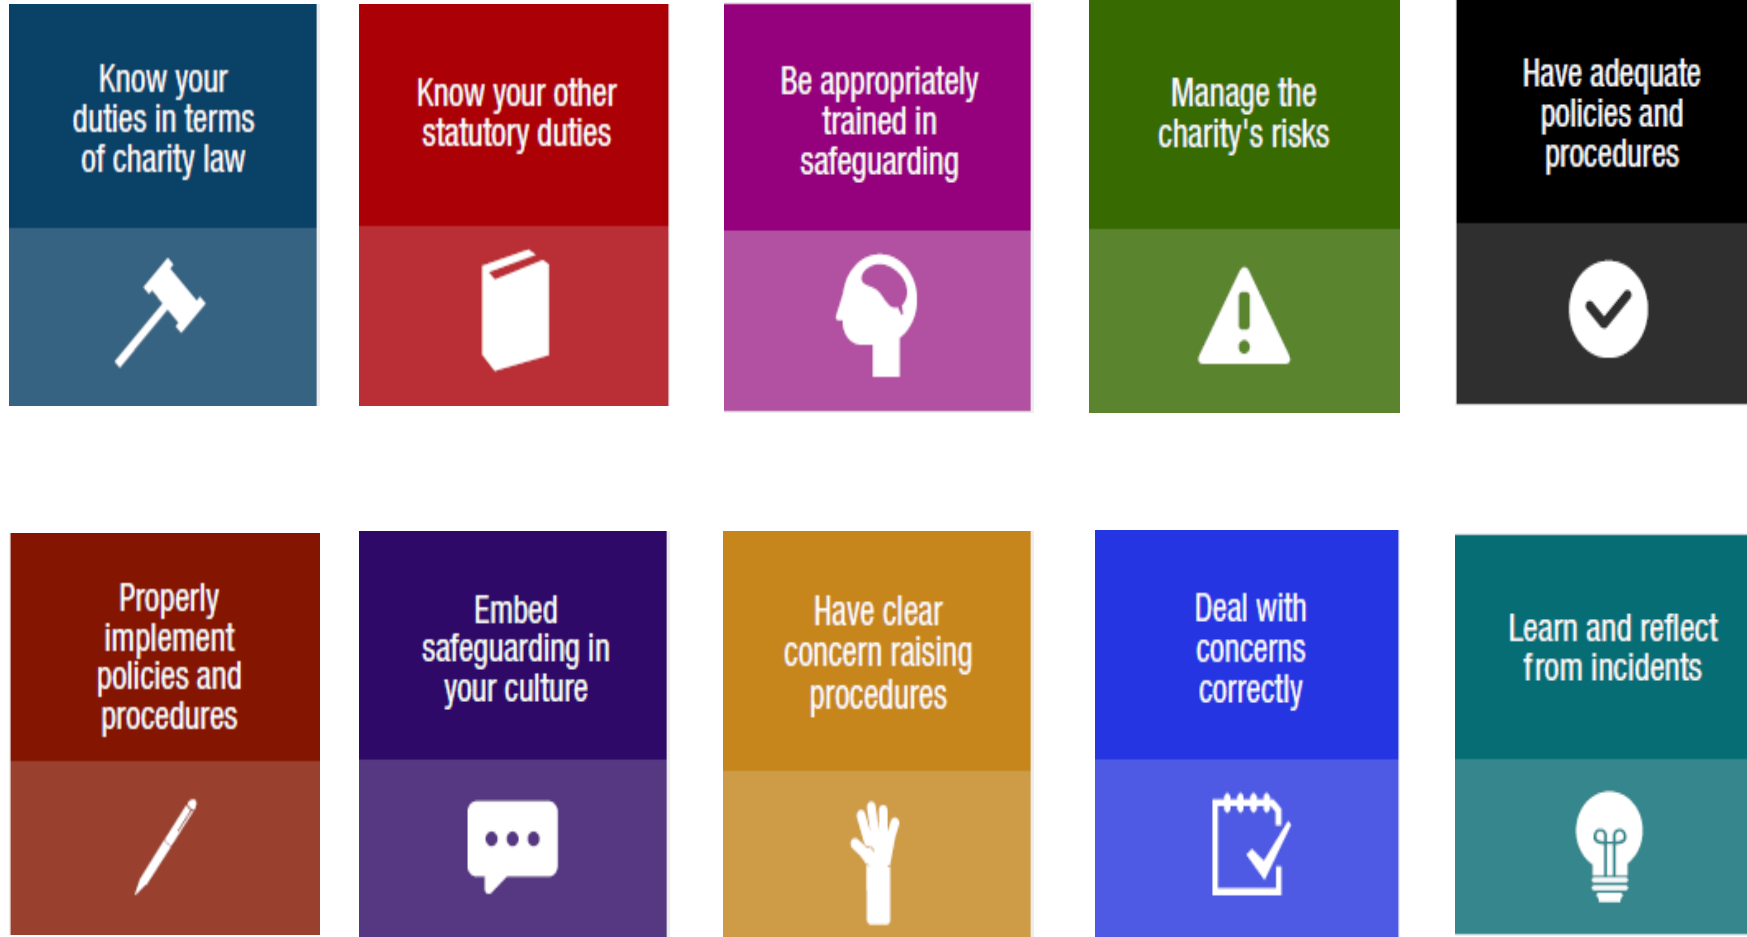 Know your
duties in terms
of charity law
Know your other
statutory duties
Be appropriately
trained in
safeguarding
Manage the
charity's risks
Have adequate
policies and
procedures
Properly
implement
policies and
procedures
Embed
safeguarding in
your culture
Have clear
concern raising
procedures
Deal with
concerns
correctly
Learn and reflect
from incidents